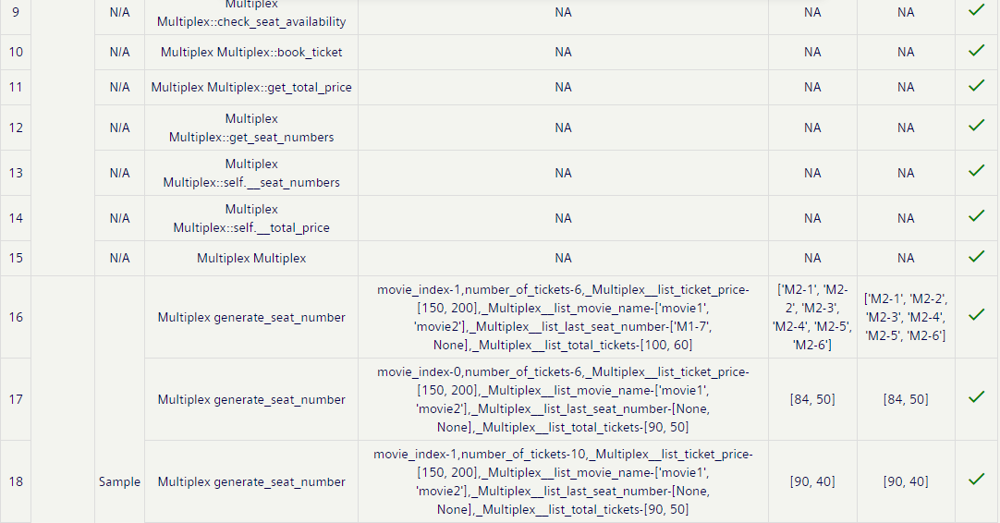 9 N/A Multiplex Multiplex::check_seat_availability NA NA NA
10 N/A Multiplex Multiplex::book_ticket NA NA NA
11 N/A Multiplex Multiplex::get_total_price NA NA NA
12 N/A Multiplex Multiplex::get_seat_numbers NA NA NA
13 N/A Multiplex Multiplex::self.__seat_numbers NA NA NA
14 N/A Multiplex Multiplex::self.__total_price NA NA NA
15 N/A Multiplex Multiplex NA NA NA
16 Multiplex generate_seat_number
movie_index-1,number_of_tickets-6,_Multiplex__list_ticket_price-
[150, 200],_Multiplex__list_movie_name-['movie1',
'movie2'],_Multiplex__list_last_seat_number-['M1-7',
None],_Multiplex__list_total_tickets-[100, 60]
['M2-1', 'M2-
2', 'M2-3',
'M2-4', 'M2-5',
'M2-6']
['M2-1', 'M2-2',
'M2-3', 'M2-4',
'M2-5', 'M2-6']
17 Multiplex generate_seat_number
movie_index-0,number_of_tickets-6,_Multiplex__list_ticket_price-
[150, 200],_Multiplex__list_movie_name-['movie1',
'movie2'],_Multiplex__list_last_seat_number-[None,
None],_Multiplex__list_total_tickets-[90, 50]
[84, 50]
[84, 50]
18 Sample Multiplex generate_seat_number
movie_index-1,number_of_tickets-10,_Multiplex__list_ticket_price-
[150, 200],_Multiplex__list_movie_name-['movie1',
'movie2'],_Multiplex__list_last_seat_number-[None,
None],_Multiplex__list_total_tickets-[90, 50]
[90, 40]
[90, 40]